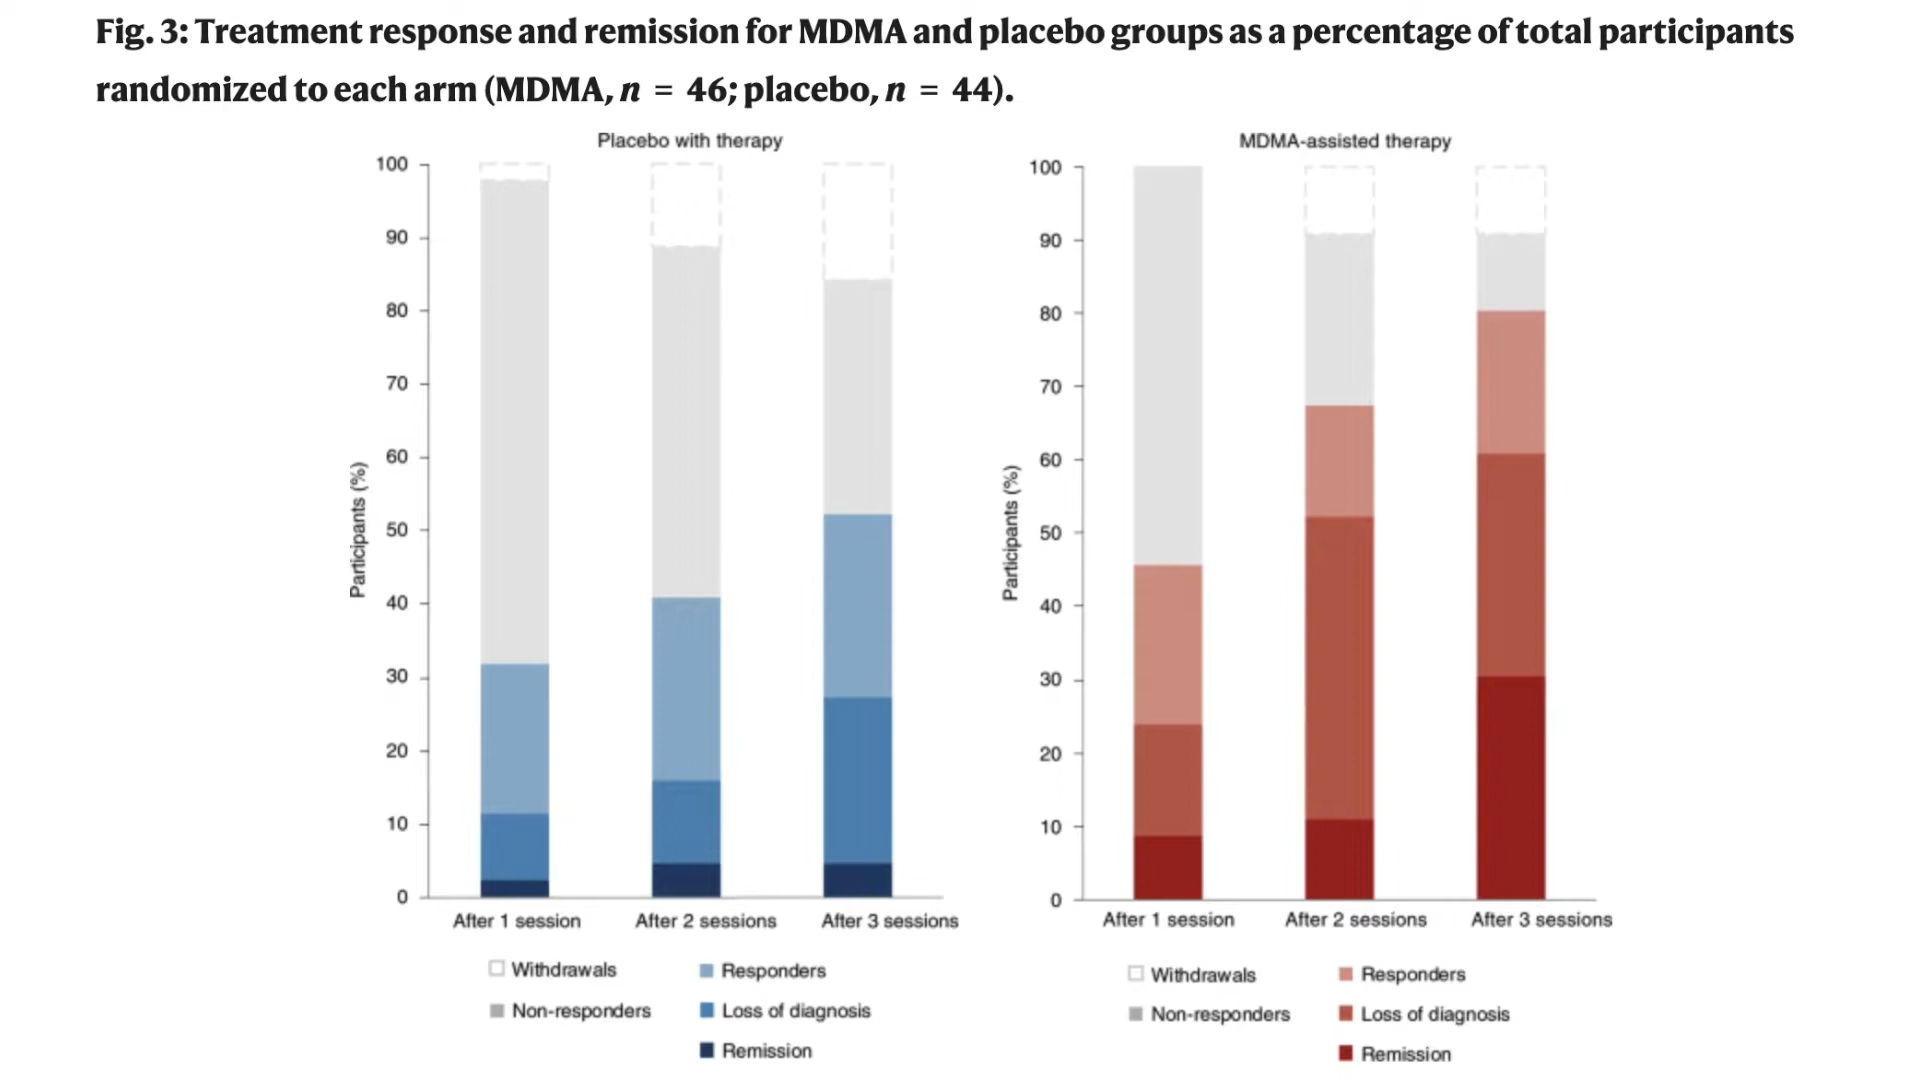 Fig. 3: Treatment response and remission for MDMA and placebo groups as a percentage of total participants
randomized to each arm (MDMA, n = 46; placebo, n = 44).
Placebo with therapy
100
90
80
70
60
50
40
30
20
10
0
Participants (%)
After 1 session
After 2 sessions
After 3 sessions
Withdrawals
Non-responders
Responders
Loss of diagnosis
Remission
MDMA-assisted therapy
100
90
80
70
60
50
40
30
20
10
0
Participants (%)
After 1 session
After 2 sessions
After 3 sessions
Withdrawals
Non-responders
Responders
Loss of diagnosis
Remission